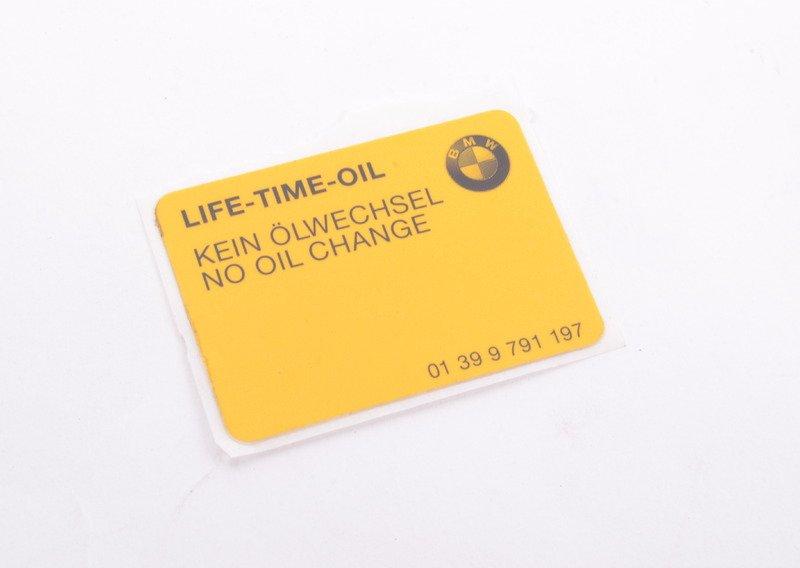 BMW
LIFE-TIME-OIL
KEIN ÖLWECHSEL
NO OIL CHANGE
01 39 9 791 197